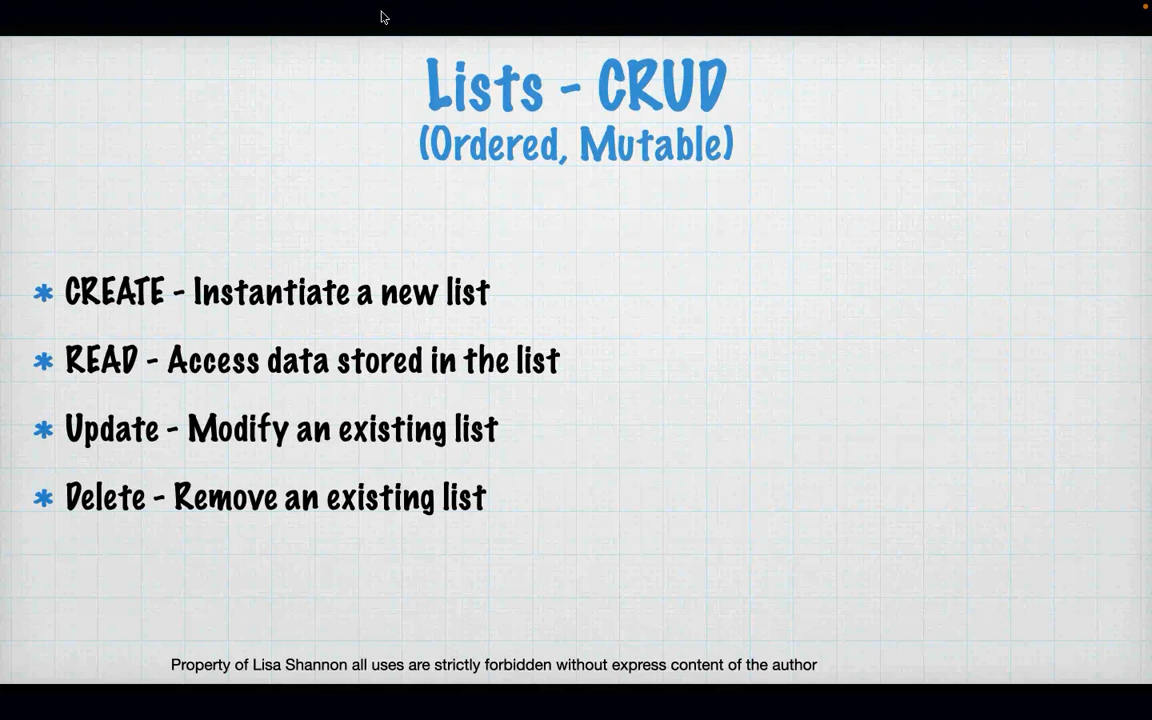 Lists - CRUD
(Ordered, Mutable)
* CREATE - Instantiate a new list
* READ - Access data stored in the list
* Update - Modify an existing list
* Delete - Remove an existing list
Property of Lisa Shannon all uses are strictly forbidden without express content of the author